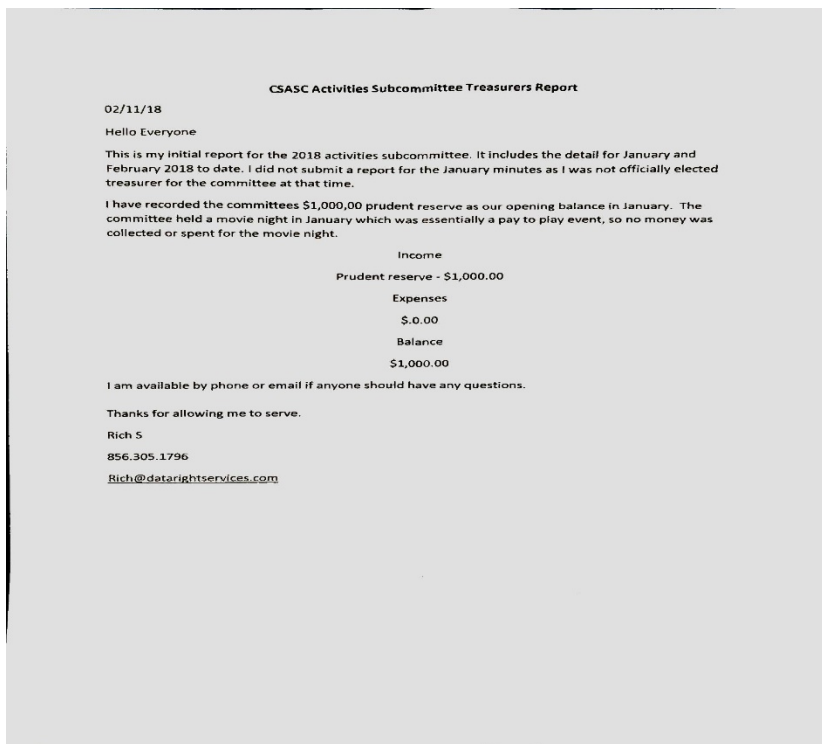 CSASC Activities Subcommittee Treasurers Report
02/11/18
Hello Everyone
This is my initial report for the 2018 activities subcommittee. It includes the detail for January and
February 2018 to date. I did not submit a report for the January minutes as I was not officially elected
treasurer for the committee at that time.
I have recorded the committees $1,000,00 prudent reserve as our opening balance in January. The
committee held a movie night in January which was essentially a pay to play event, so no money was
collected or spent for the movie night.
Income
Prudent reserve - $1,000.00
Expenses
$.0.00
Balance
$1,000.00
I am available by phone or email if anyone should have any questions.
Thanks for allowing me to serve.
Rich S
856.305.1796
Rich@datarightservices.com